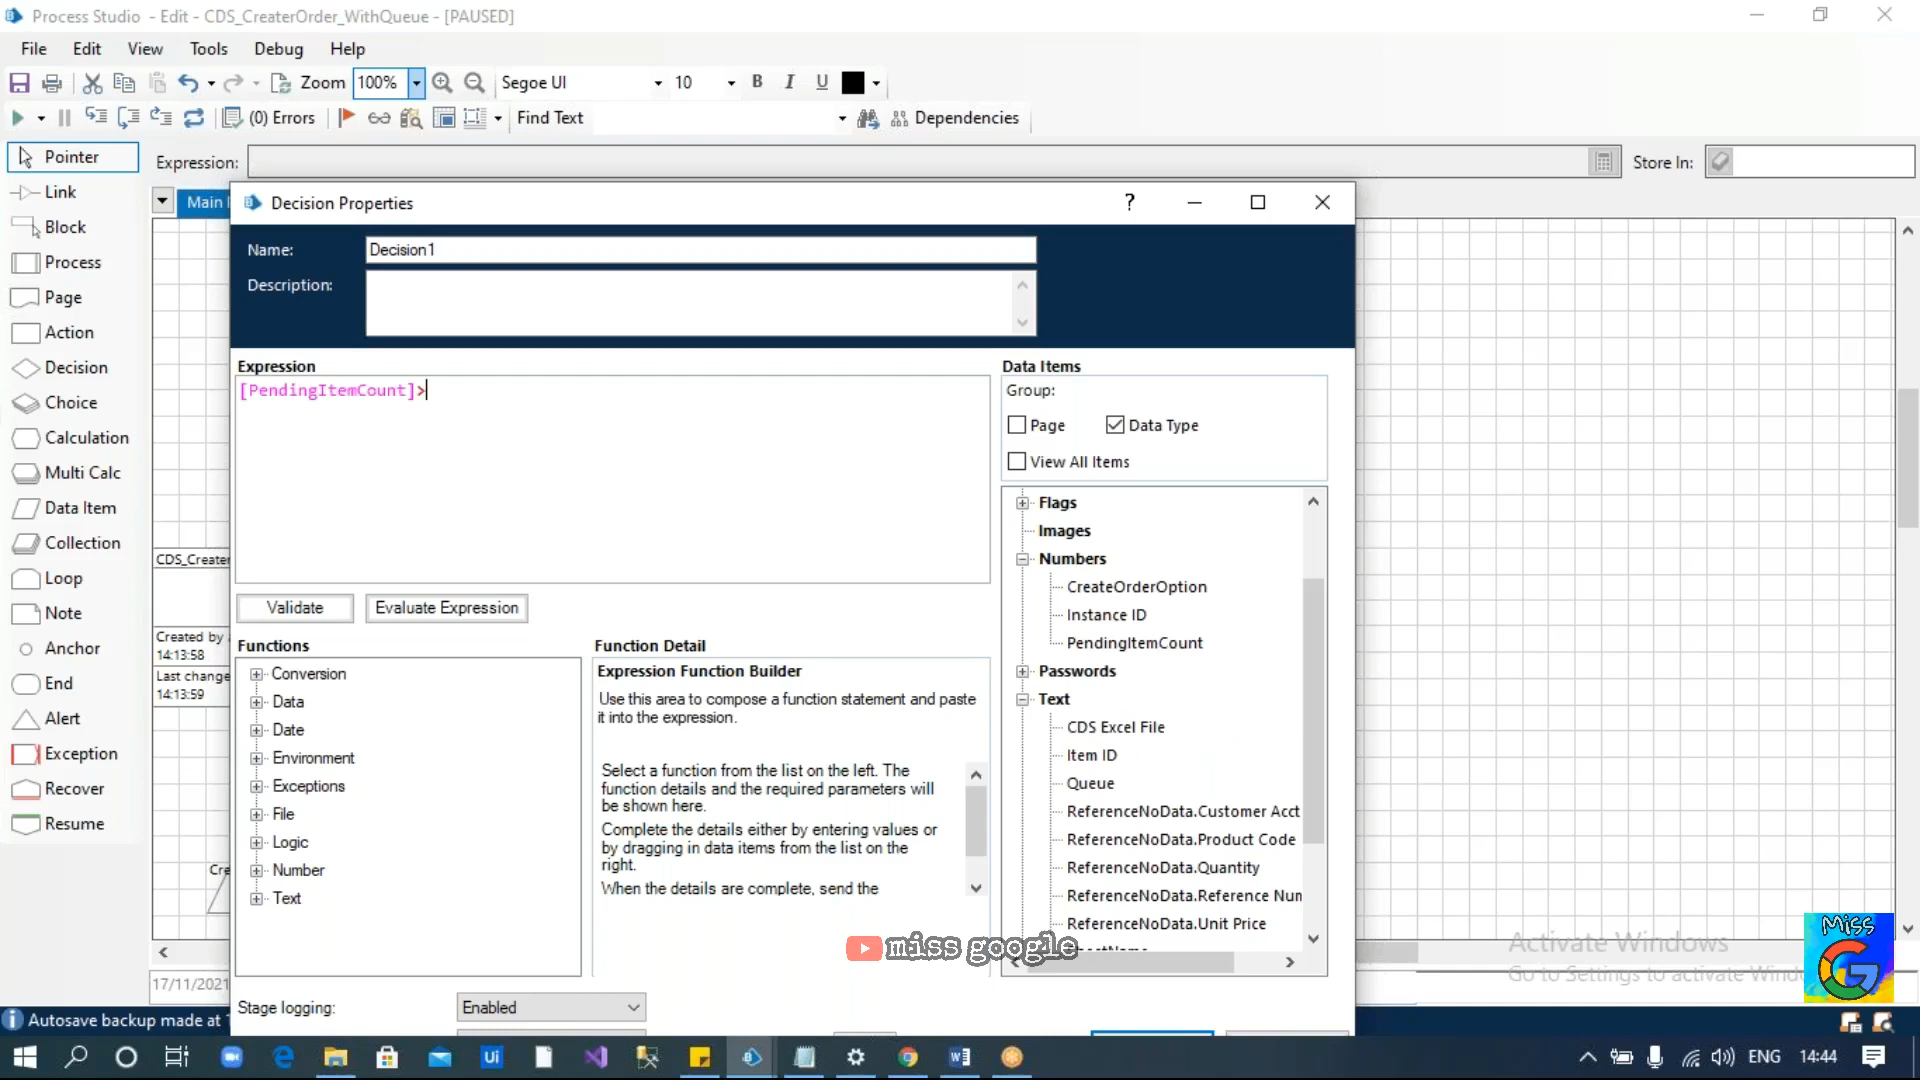 Process Studio - Edit - CDS_CreaterOrder_WithQueue - [PAUSED]
File Edit View Tools Debug Help
Zoom 100% Segoe UI 10 B I U
(0) Errors Find Text Dependencies
Pointer
Expression: Store In:
Link
Main
Decision Properties
?
Block
Name: Decision1
Process
Description:
Page
Action
Decision
Expression
Data Items
[PendingItemCount]>
Group:
Choice
Page Data Type
Calculation
View All Items
Multi Calc
Flags
Data Item
Images
Collection
CDS_Creater
Numbers
Loop
CreateOrderOption
Note
Validate Evaluate Expression
Instance ID
Created by
14:13:58
Anchor
Functions
Function Detail
PendingItemCount
Last change
14:13:59
End
Conversion
Expression Function Builder
Passwords
Data
Use this area to compose a function statement and paste
it into the expression.
Text
Alert
Date
CDS Excel File
Exception
Environment
Item ID
Recover
Exceptions
Select a function from the list on the left. The
function details and the required parameters will
be shown here.
Queue
Resume
File
ReferenceNoData.Customer Acct
Logic
Complete the details either by entering values or
by dragging in data items from the list on the
right.
ReferenceNoData.Product Code
Cre
Number
ReferenceNoData.Quantity
When the details are complete, send the
Text
ReferenceNoData.Reference Num
ReferenceNoData.Unit Price
miss google
Miss
G
Activate Windows
Go to Settings to activate Windo
17/11/2021
Stage logging: Enabled
Autosave backup made at 1
Ui
ENG 14:44